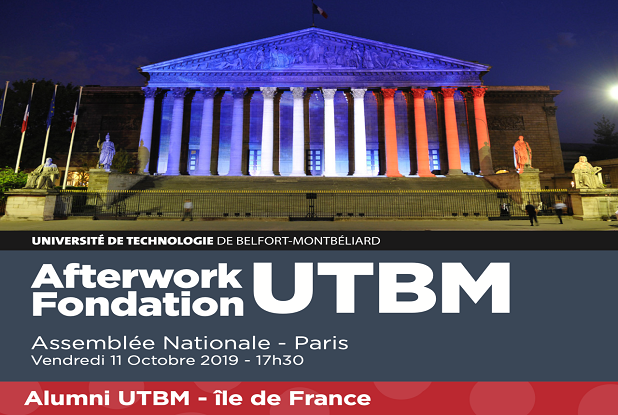 UNIVERSITÉ DE TECHNOLOGIE DE BELFORT-MONTBÉLIARD
Afterwork
Fondation UTBM
Assemblée Nationale - Paris
Vendredi 11 Octobre 2019 - 17h30
Alumni UTBM - île de France